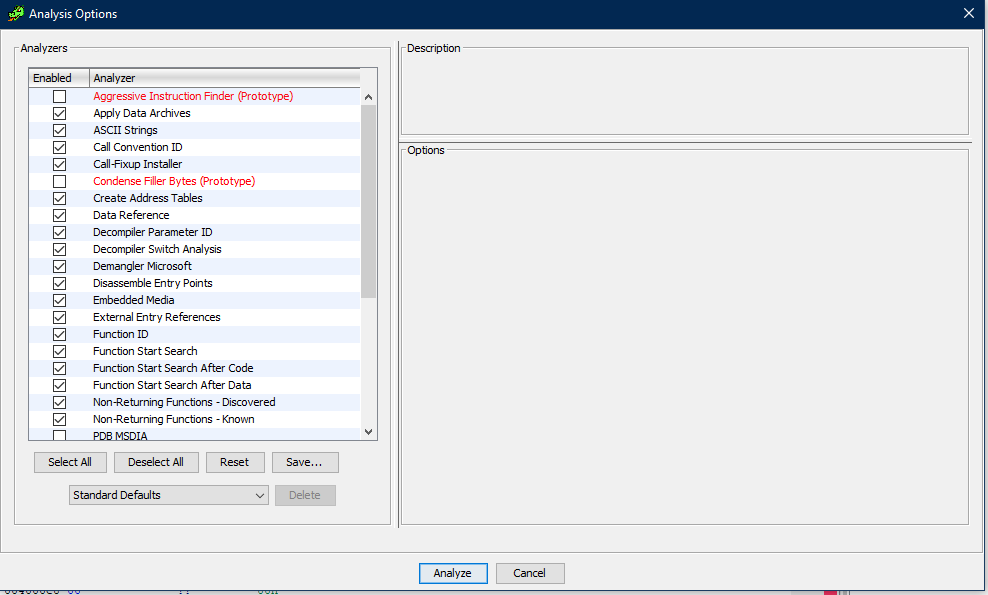 Analysis Options
Analyzers
Enabled Analyzer
Aggressive Instruction Finder (Prototype)
Apply Data Archives
ASCII Strings
Call Convention ID
Call-Fixup Installer
Condense Filler Bytes (Prototype)
Create Address Tables
Data Reference
Decompiler Parameter ID
Decompiler Switch Analysis
Demangler Microsoft
Disassemble Entry Points
Embedded Media
External Entry References
Function ID
Function Start Search
Function Start Search After Code
Function Start Search After Data
Non-Returning Functions - Discovered
Non-Returning Functions - Known
PDB MSDIA
Select All Deselect All Reset Save...
Standard Defaults Delete
Description
Options
Analyze Cancel